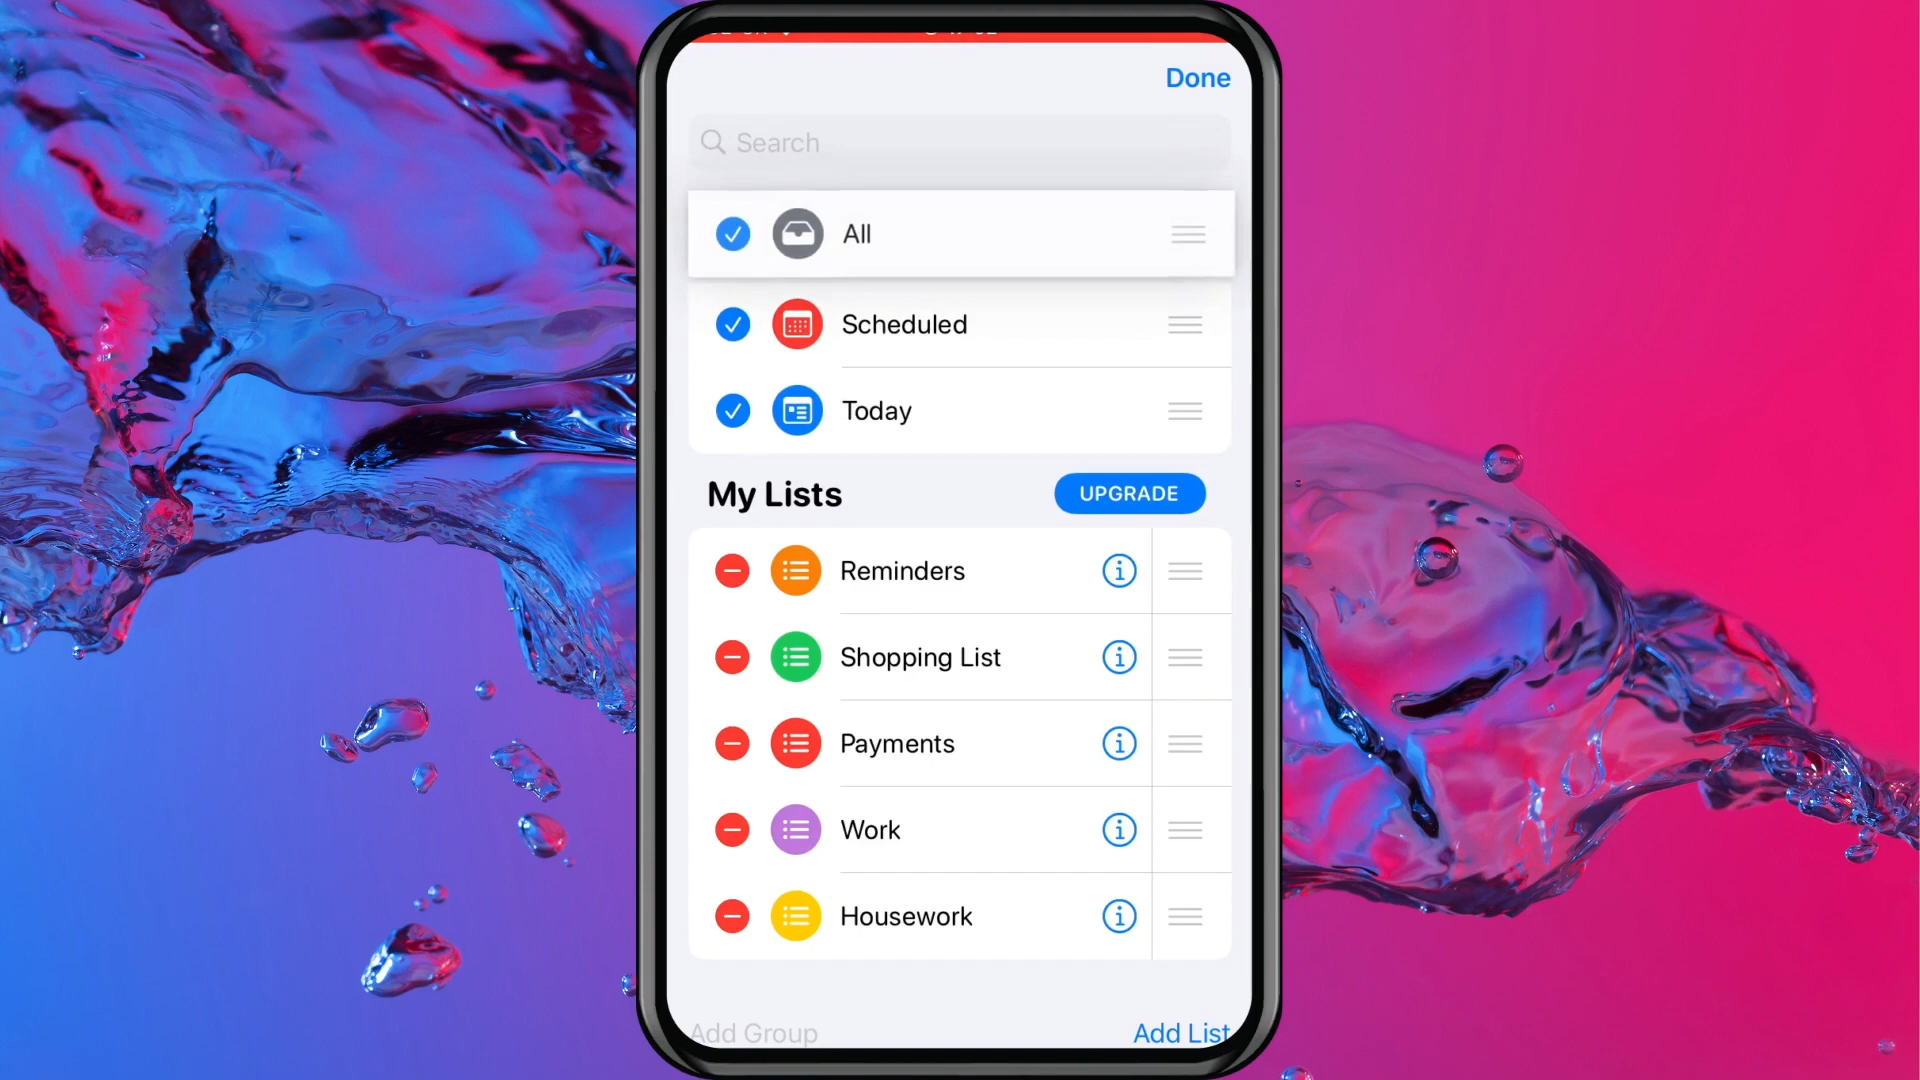 Done
Search
All
Scheduled
Today
My Lists
UPGRADE
Reminders
Shopping List
Payments
Work
Housework
Add Group
Add List